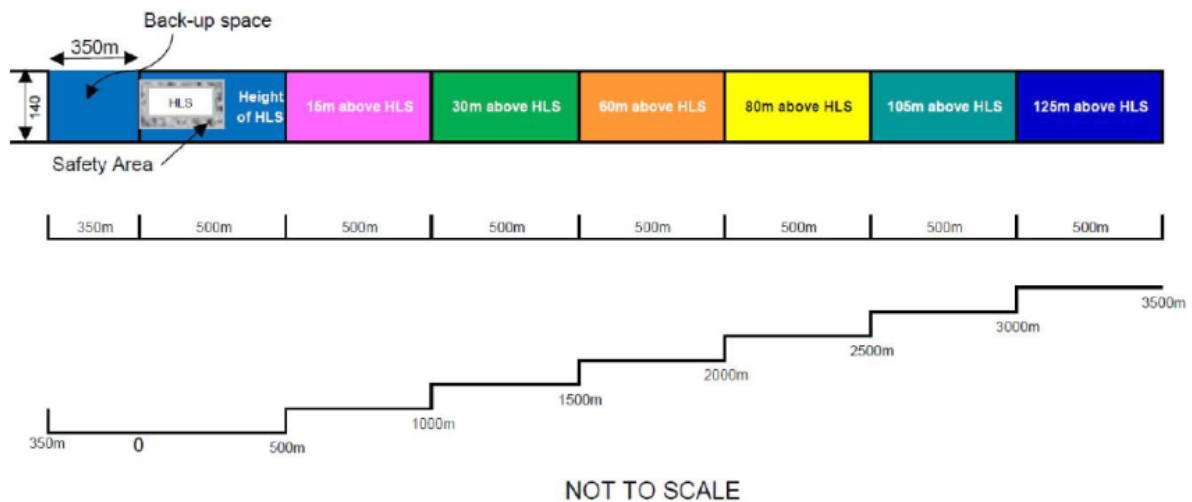 Back-up space
350m
140
HLS
Height
of HLS
15m above HLS
30m above HLS
60m above HLS
80m above HLS
105m above HLS
125m above HLS
Safety Area
350m
500m
500m
500m
500m
500m
500m
500m
3500m
3000m
2500m
2000m
1500m
1000m
350m
0
500m
NOT TO SCALE